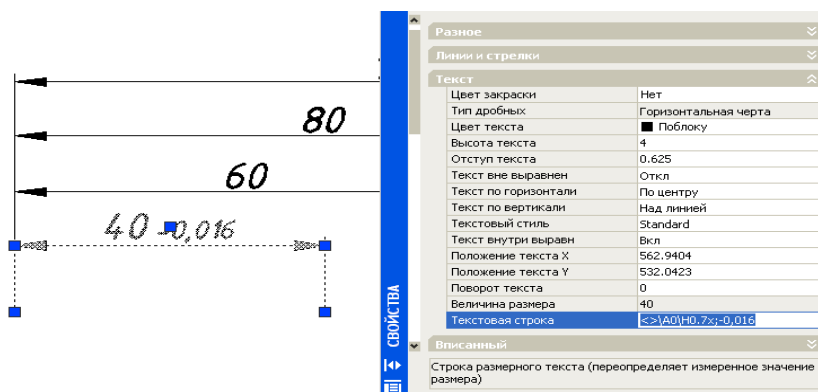 80
60
40 -0,016
СВОЙСТВА
Разное
Линии и стрелки
Текст
Цвет закраски Нет
Тип дробных Горизонтальная черта
Цвет текста Поблоку
Высота текста 4
Отступ текста 0.625
Текст вне выравнен Откл
Текст по горизонтали По центру
Текст по вертикали Над линией
Текстовый стиль Standard
Текст внутри выравн Вкл
Положение текста X 562.9404
Положение текста Y 532.0423
Поворот текста 0
Величина размера 40
Текстовая строка <>\A0\H0.7x;-0,016
Вписанный
Строка размерного текста (переопределяет измеренное значение
размера)